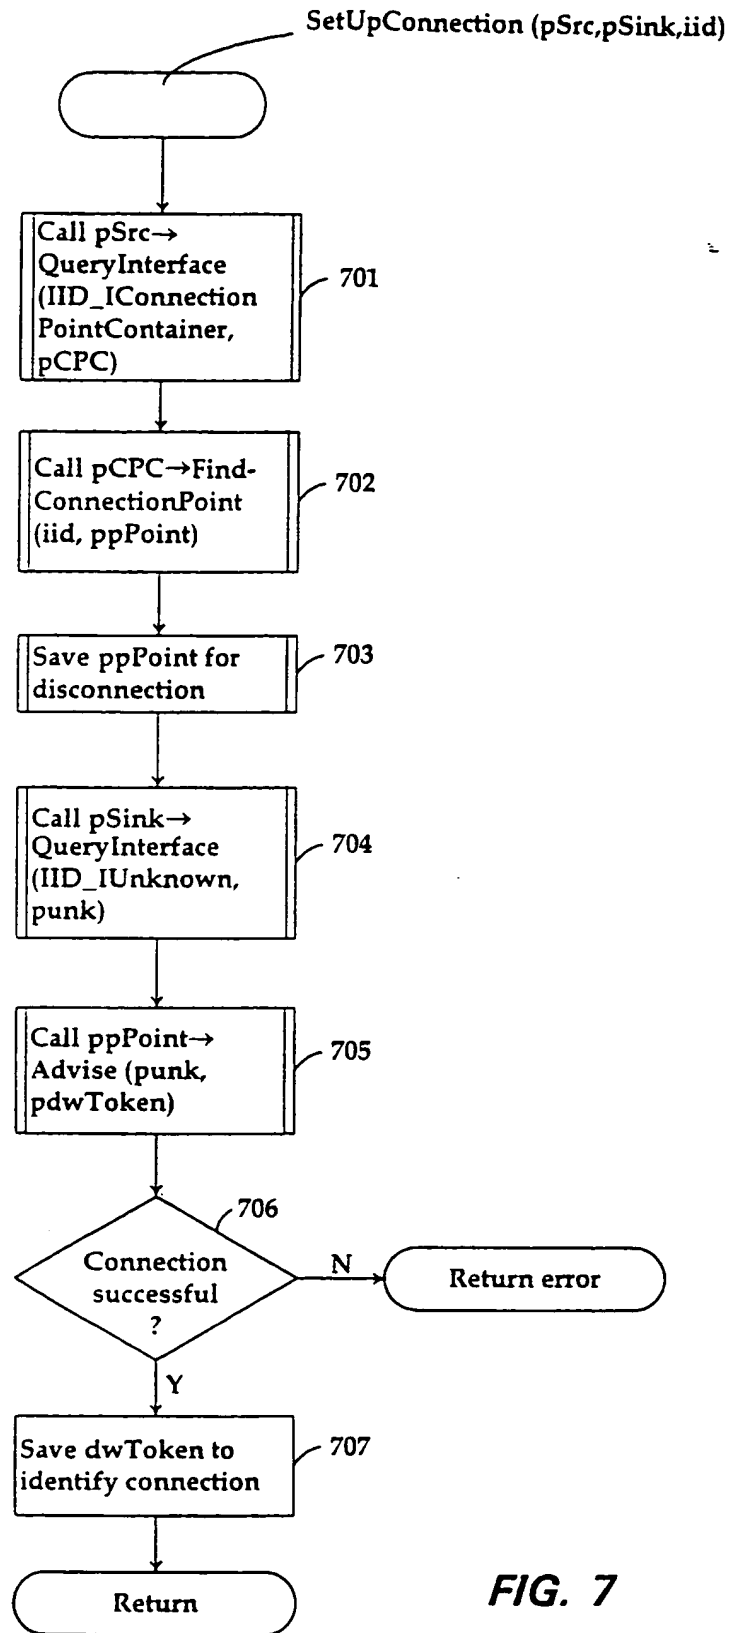 SetUpConnection (pSrc,pSink,iid)
Call pSrc→
QueryInterface
(IID_IConnection
PointContainer,
pCPC)
701
Call pCPC→Find-
ConnectionPoint
(iid, ppPoint)
702
Save ppPoint for
disconnection
703
Call pSink→
QueryInterface
(IID_IUnknown,
punk)
704
Call ppPoint→
Advise (punk,
pdwToken)
705
706
Connection
successful
?
N
Return error
Y
Save dwToken to
identify connection
707
Return
FIG. 7